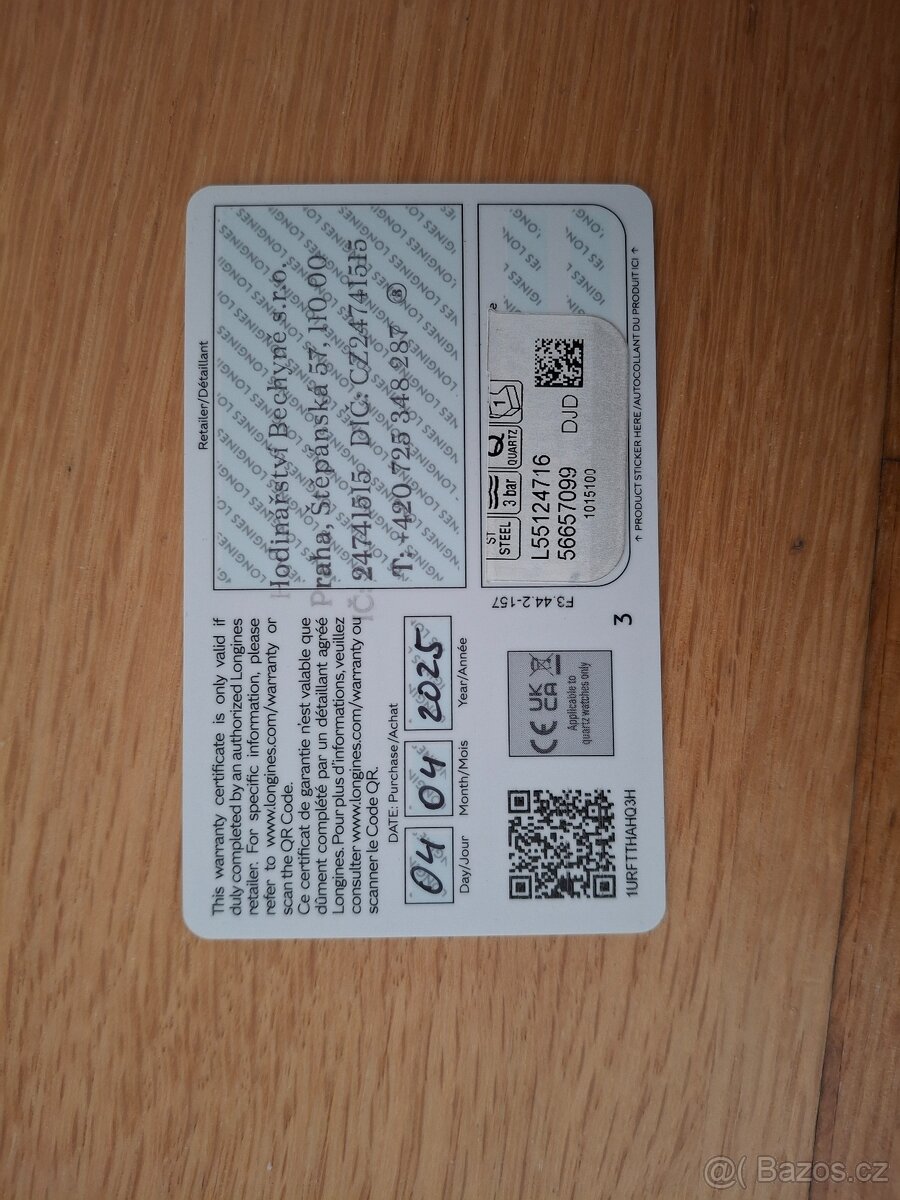 This warranty certificate is only valid if
duly completed by an authorized Longines
retailer. For specific information, please
refer to www.longines.com/warranty or
scan the QR Code.
Ce certificat de garantie n'est valable que
dûment complété par un détaillant agréé
Longines. Pour plus d'informations, veuillez
consulter www.longines.com/warranty ou
scanner le Code QR.
DATE: Purchase/Achat
04 04 2025
Day/Jour Month/Mois Year/Année
1URFTTHAHQ3H
CE UK CA
Applicable to
quartz watches only
3
F3.44.2-157
Retailer/Détaillant
Hodinářství Bechyně s.r.o.
Praha, Štěpánská 57, 110 00
IČ: 24741515 DIČ: CZ24741515
T: +420 725 348 287 B
LONGINES
ST
STEEL 3 bar QUARTZ 1
L55124716
56657099 DJD
1015100
↑ PRODUCT STICKER HERE / AUTOCOLLANT DU PRODUIT ICI ↑
@( Bazos.cz